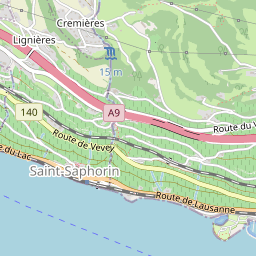 Cremières
Lignières
15 m
A9
140
Route du V
Route de Vevey
e du Lac
Saint-Saphorin
Route de Lausanne